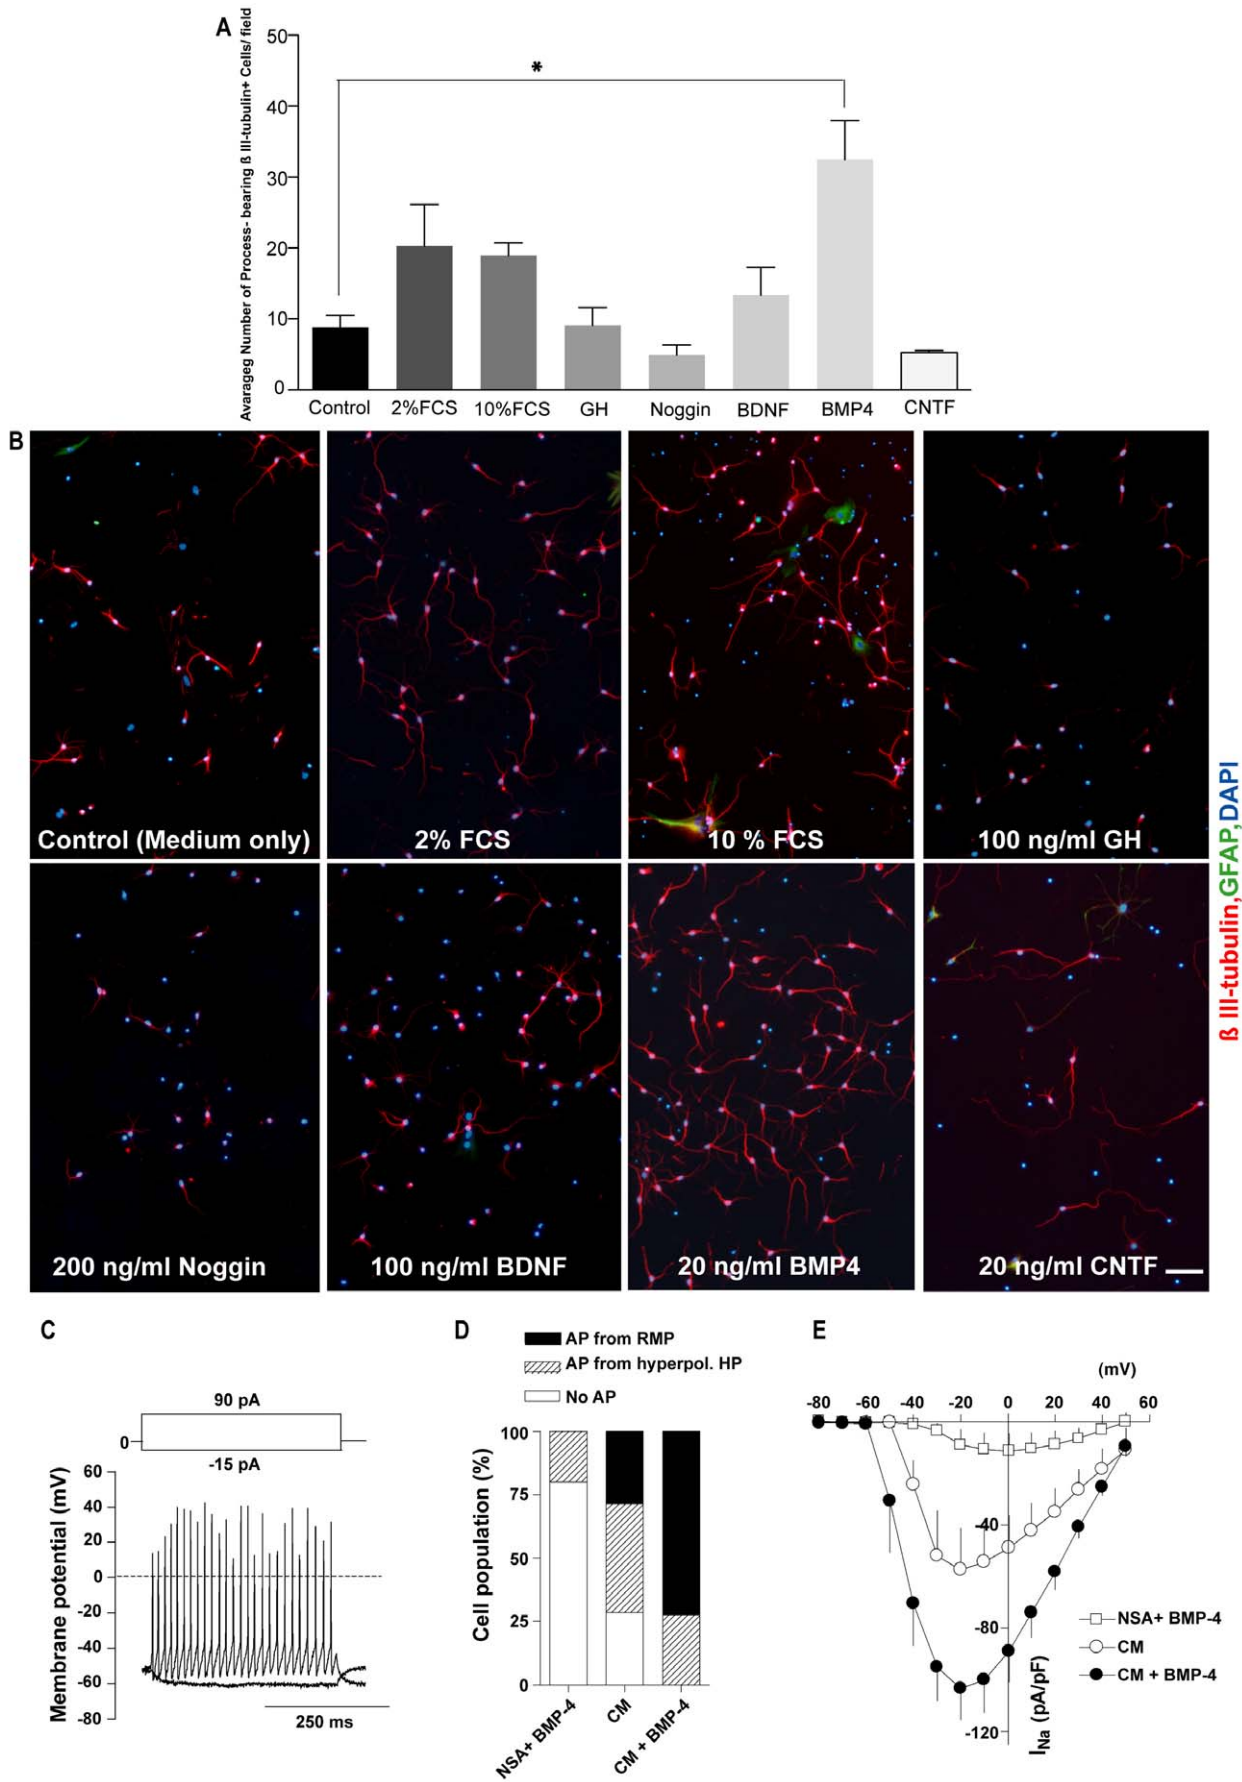 A
Avarageg Number of Process- bearing ß III-tubulin+ Cells/ field
50
40
30
20
10
0
*
Control 2%FCS 10%FCS GH Noggin BDNF BMP4 CNTF
B
Control (Medium only)
2% FCS
10 % FCS
100 ng/ml GH
200 ng/ml Noggin
100 ng/ml BDNF
20 ng/ml BMP4
20 ng/ml CNTF
ß III-tubulin,GFAP,DAPI
C
90 pA
0
-15 pA
Membrane potential (mV)
60
40
20
0
-20
-40
-60
-80
250 ms
D
AP from RMP
AP from hyperpol. HP
No AP
Cell population (%)
100
75
50
25
0
NSA+ BMP-4
CM
CM + BMP-4
E
(mV)
-80 -60 -40 -20 0 20 40 60
-40
-80
-120
INa (pA/pF)
NSA+ BMP-4
CM
CM + BMP-4